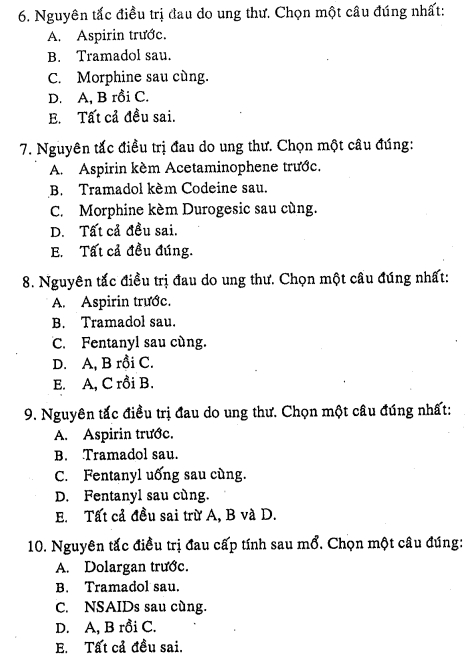 6. Nguyên tắc điều trị đau do ung thư. Chọn một câu đúng nhất:
A. Aspirin trước.
B. Tramadol sau.
C. Morphine sau cùng.
D. A, B rồi C.
E. Tất cả đều sai.
7. Nguyên tắc điều trị đau do ung thư. Chọn một câu đúng:
A. Aspirin kèm Acetaminophene trước.
B. Tramadol kèm Codeine sau.
C. Morphine kèm Durogesic sau cùng.
D. Tất cả đều sai.
E. Tất cả đều đúng.
8. Nguyên tắc điều trị đau do ung thư. Chọn một câu đúng nhất:
A. Aspirin trước.
B. Tramadol sau.
C. Fentanyl sau cùng.
D. A, B rồi C.
E. A, C rồi B.
9. Nguyên tắc điều trị đau do ung thư. Chọn một câu đúng nhất:
A. Aspirin trước.
B. Tramadol sau.
C. Fentanyl uống sau cùng.
D. Fentanyl sau cùng.
E. Tất cả đều sai trừ A, B và D.
10. Nguyên tắc điều trị đau cấp tính sau mổ. Chọn một câu đúng:
A. Dolargan trước.
B. Tramadol sau.
C. NSAIDs sau cùng.
D. A, B rồi C.
E. Tất cả đều sai.